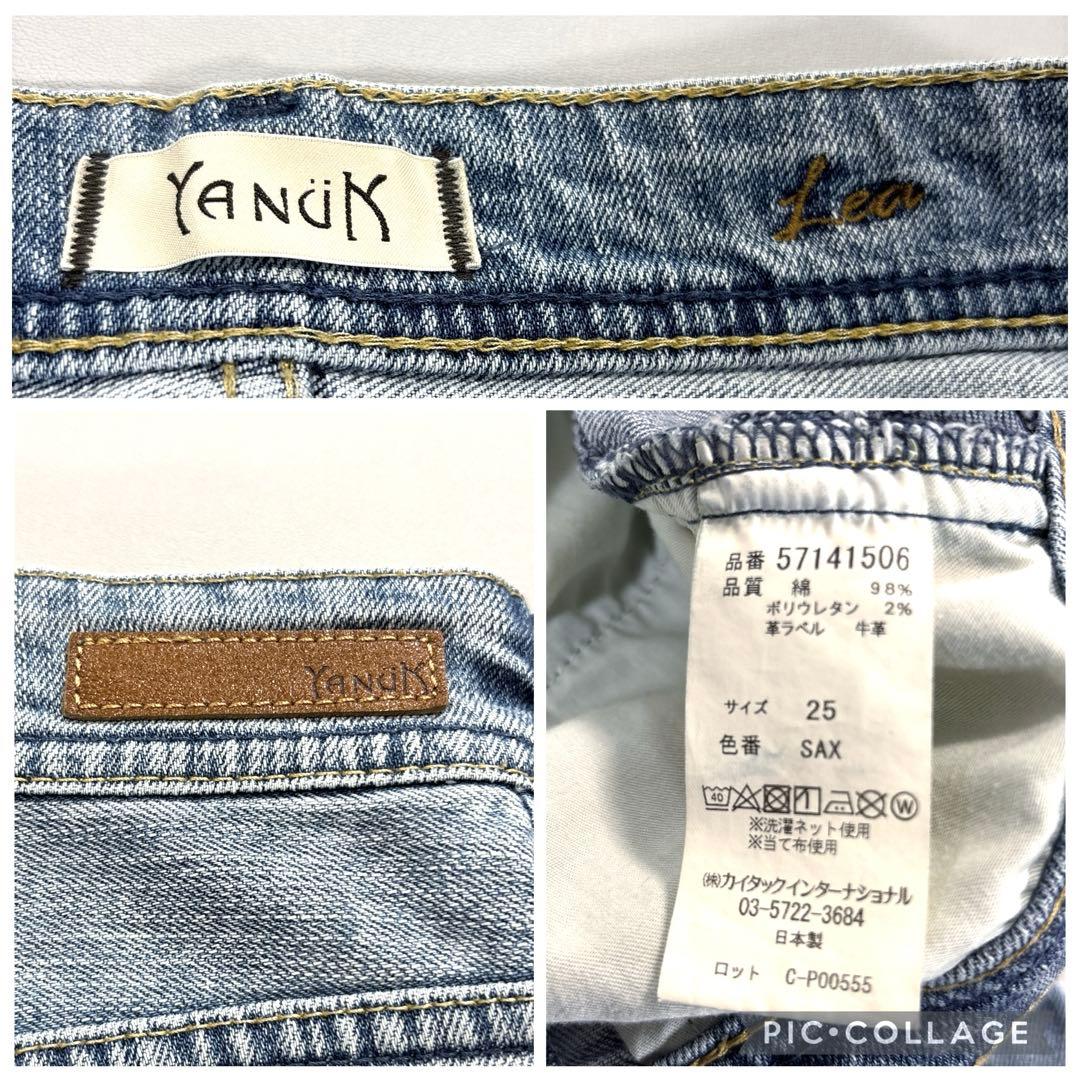 YANÜK
Lea
YANÜK
品番 57141506
品質 綿 98%
ポリウレタン 2%
革ラベル 牛革
サイズ 25
色番 SAX
40 W
※洗濯ネット使用
※当て布使用
㈱カイタックインターナショナル
03-5722-3684
日本製
ロット C-P00555
PIC•COLLAGE